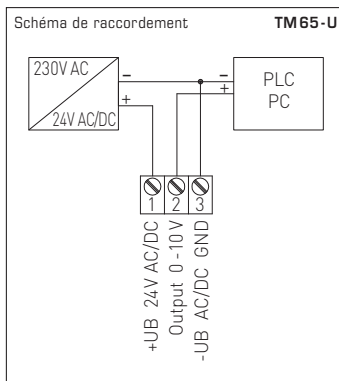 Schéma de raccordement TM65-U
230V AC
24V AC/DC
−
+
−
+
PLC
PC
1 2 3
+UB 24V AC/DC
Output 0-10V
-UB AC/DC GND